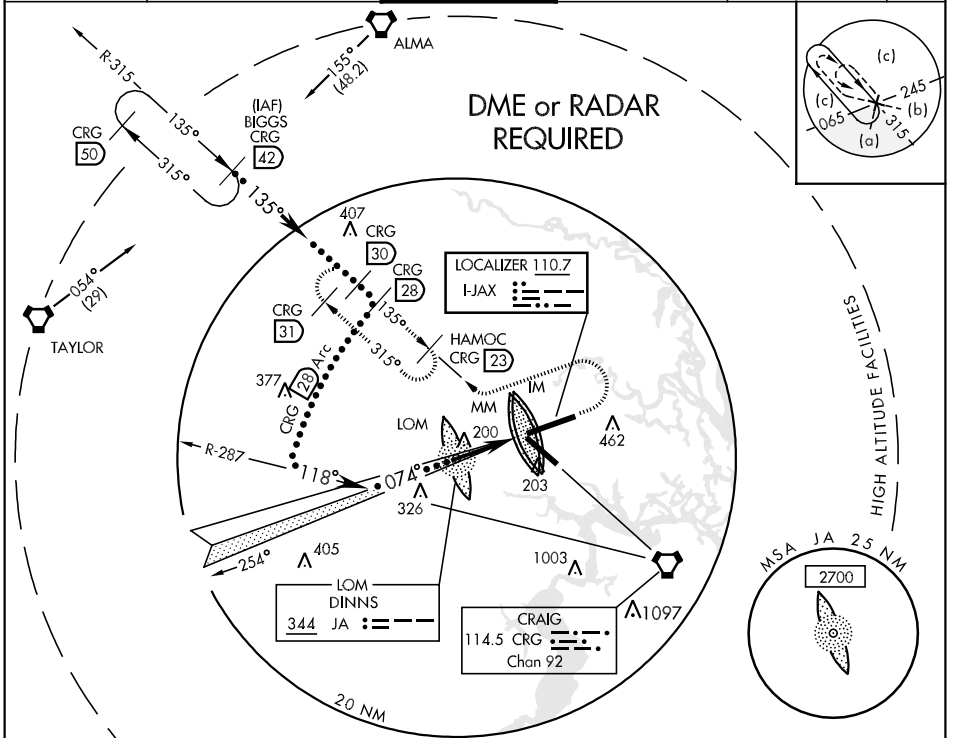 ALMA
155°
(48.2)
R-315
135°
315°
CRG
50
(IAF)
BIGGS
CRG
42
135°
DME or RADAR
REQUIRED
(c)
(c)
245
065
(b)
(a)
315
407
CRG
30
CRG
28
LOCALIZER 110.7
I-JAX
054°
(29)
TAYLOR
CRG
31
135°
315°
HAMOC
CRG 23
377
CRG 28 Arc
IM
MM
LOM
200
462
R-287
118°
074°
203
326
HIGH ALTITUDE FACILITIES
254°
405
1003
MSA JA 25 NM
2700
LOM
DINNS
344 JA
CRAIG
114.5 CRG
Chan 92
1097
20 NM